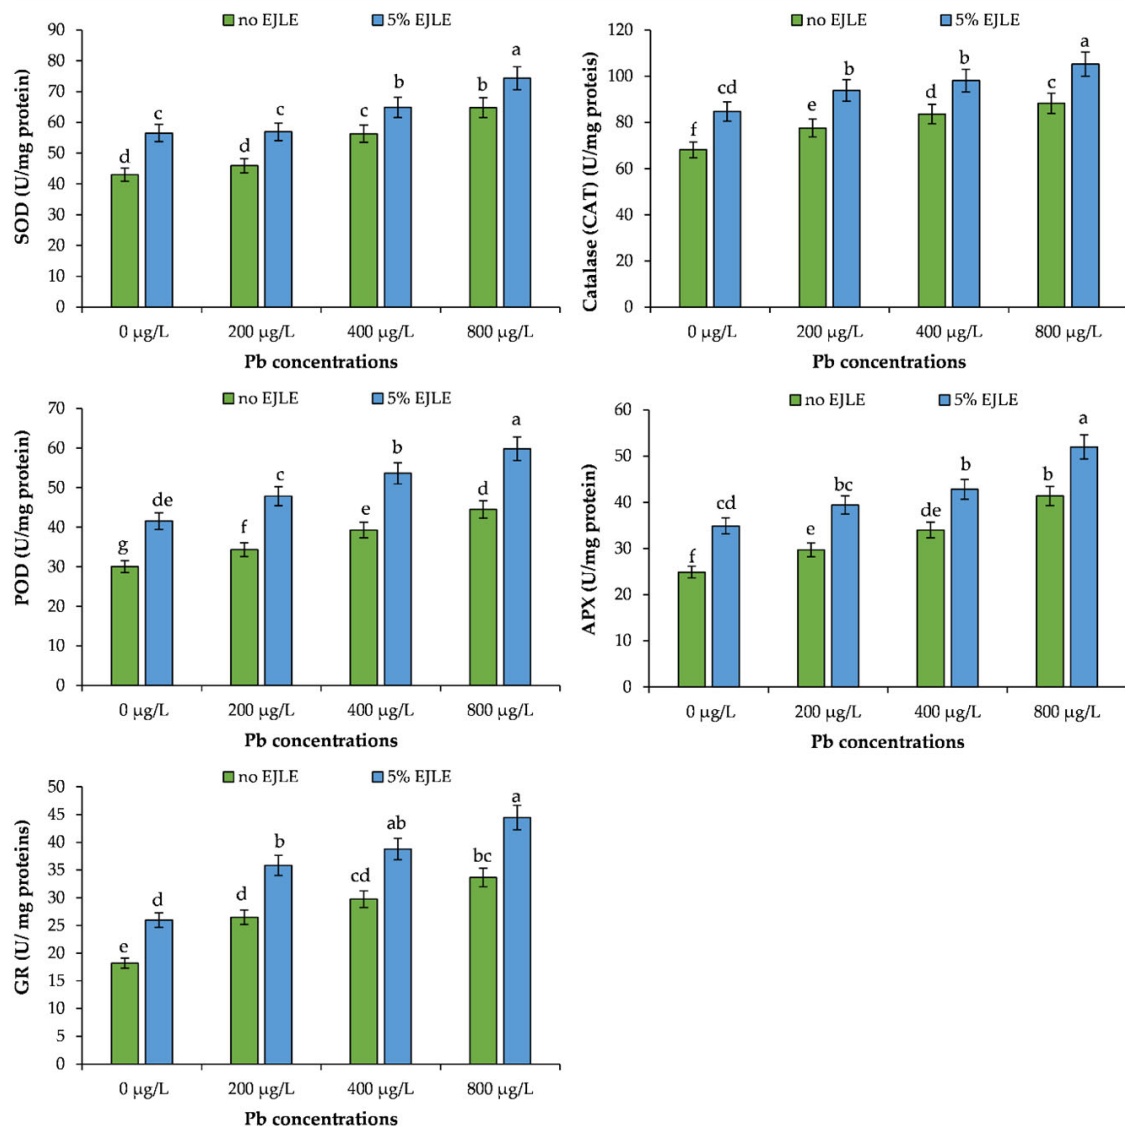 no EJLE 5% EJLE
SOD (U/mg protein)
90
80
70
60
50
40
30
20
10
0
d c d c c b b a
0 µg/L 200 µg/L 400 µg/L 800 µg/L
Pb concentrations
no EJLE 5% EJLE
Catalase (CAT) (U/mg proteis)
120
100
80
60
40
20
0
f cd e b d b c a
0 µg/L 200 µg/L 400 µg/L 800 µg/L
Pb concentrations
no EJLE 5% EJLE
POD (U/mg protein)
70
60
50
40
30
20
10
0
g de f c e b d a
0 µg/L 200 µg/L 400 µg/L 800 µg/L
Pb concentrations
no EJLE 5% EJLE
APX (U/mg protein)
60
50
40
30
20
10
0
f cd e bc de b b a
0 µg/L 200 µg/L 400 µg/L 800 µg/L
Pb concentrations
no EJLE 5% EJLE
GR (U/ mg proteins)
50
45
40
35
30
25
20
15
10
5
0
e d d b cd ab bc a
0 µg/L 200 µg/L 400 µg/L 800 µg/L
Pb concentrations